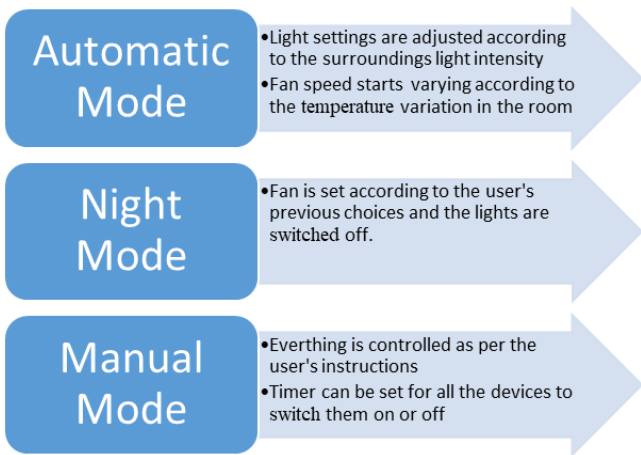 Automatic
Mode
•Light settings are adjusted according
to the surroundings light intensity
•Fan speed starts varying according to
the temperature variation in the room
Night
Mode
•Fan is set according to the user's
previous choices and the lights are
switched off.
Manual
Mode
•Everthing is controlled as per the
user's instructions
•Timer can be set for all the devices to
switch them on or off